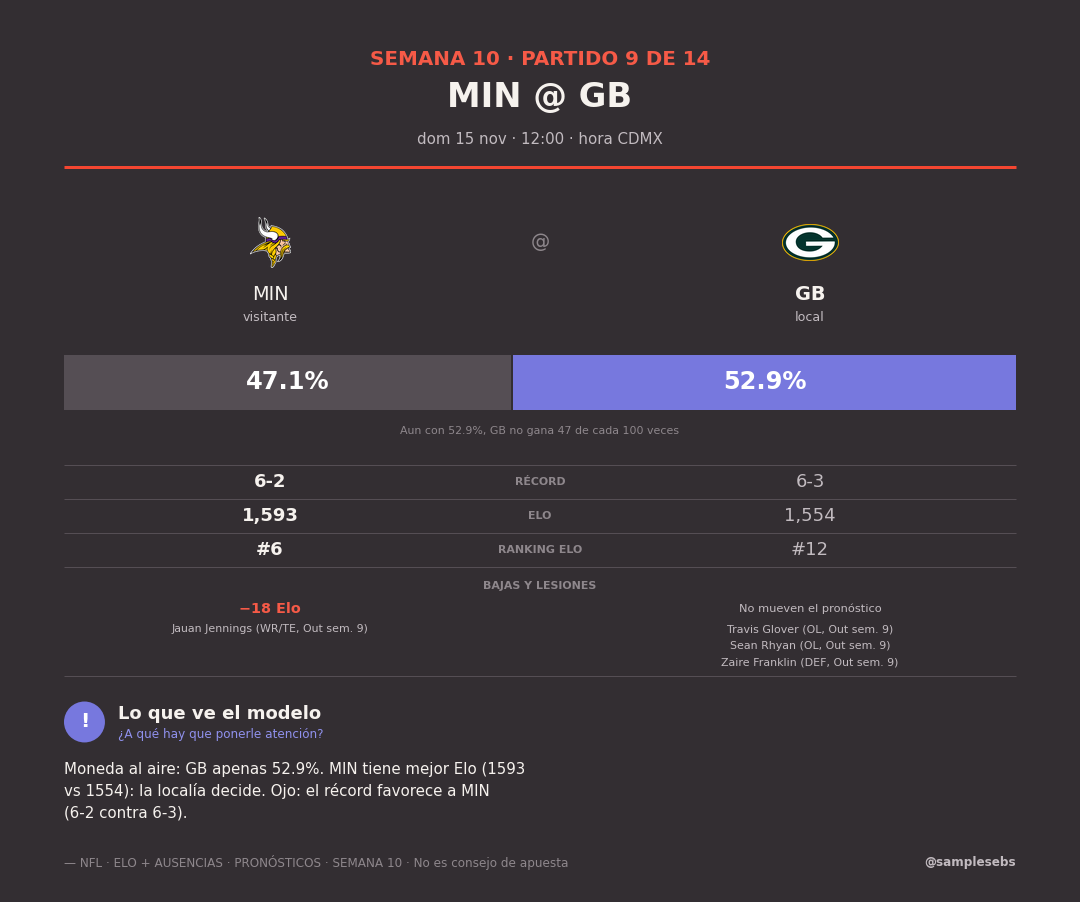 SEMANA 10 · PARTIDO 9 DE 14
MIN @ GB
dom 15 nov · 12:00 · hora CDMX
@
G
MIN
GB
visitante
local
47.1%
52.9%
Aun con 52.9%, GB no gana 47 de cada 100 veces
6-2 RÉCORD 6-3
1,593 ELO 1,554
#6 RANKING ELO #12
BAJAS Y LESIONES
−18 Elo
Jauan Jennings (WR/TE, Out sem. 9)
No mueven el pronóstico
Travis Glover (OL, Out sem. 9)
Sean Rhyan (OL, Out sem. 9)
Zaire Franklin (DEF, Out sem. 9)
!
Lo que ve el modelo
¿A qué hay que ponerle atención?
Moneda al aire: GB apenas 52.9%. MIN tiene mejor Elo (1593
vs 1554): la localía decide. Ojo: el récord favorece a MIN
(6-2 contra 6-3).
— NFL · ELO + AUSENCIAS · PRONÓSTICOS · SEMANA 10 · No es consejo de apuesta
@samplesebs